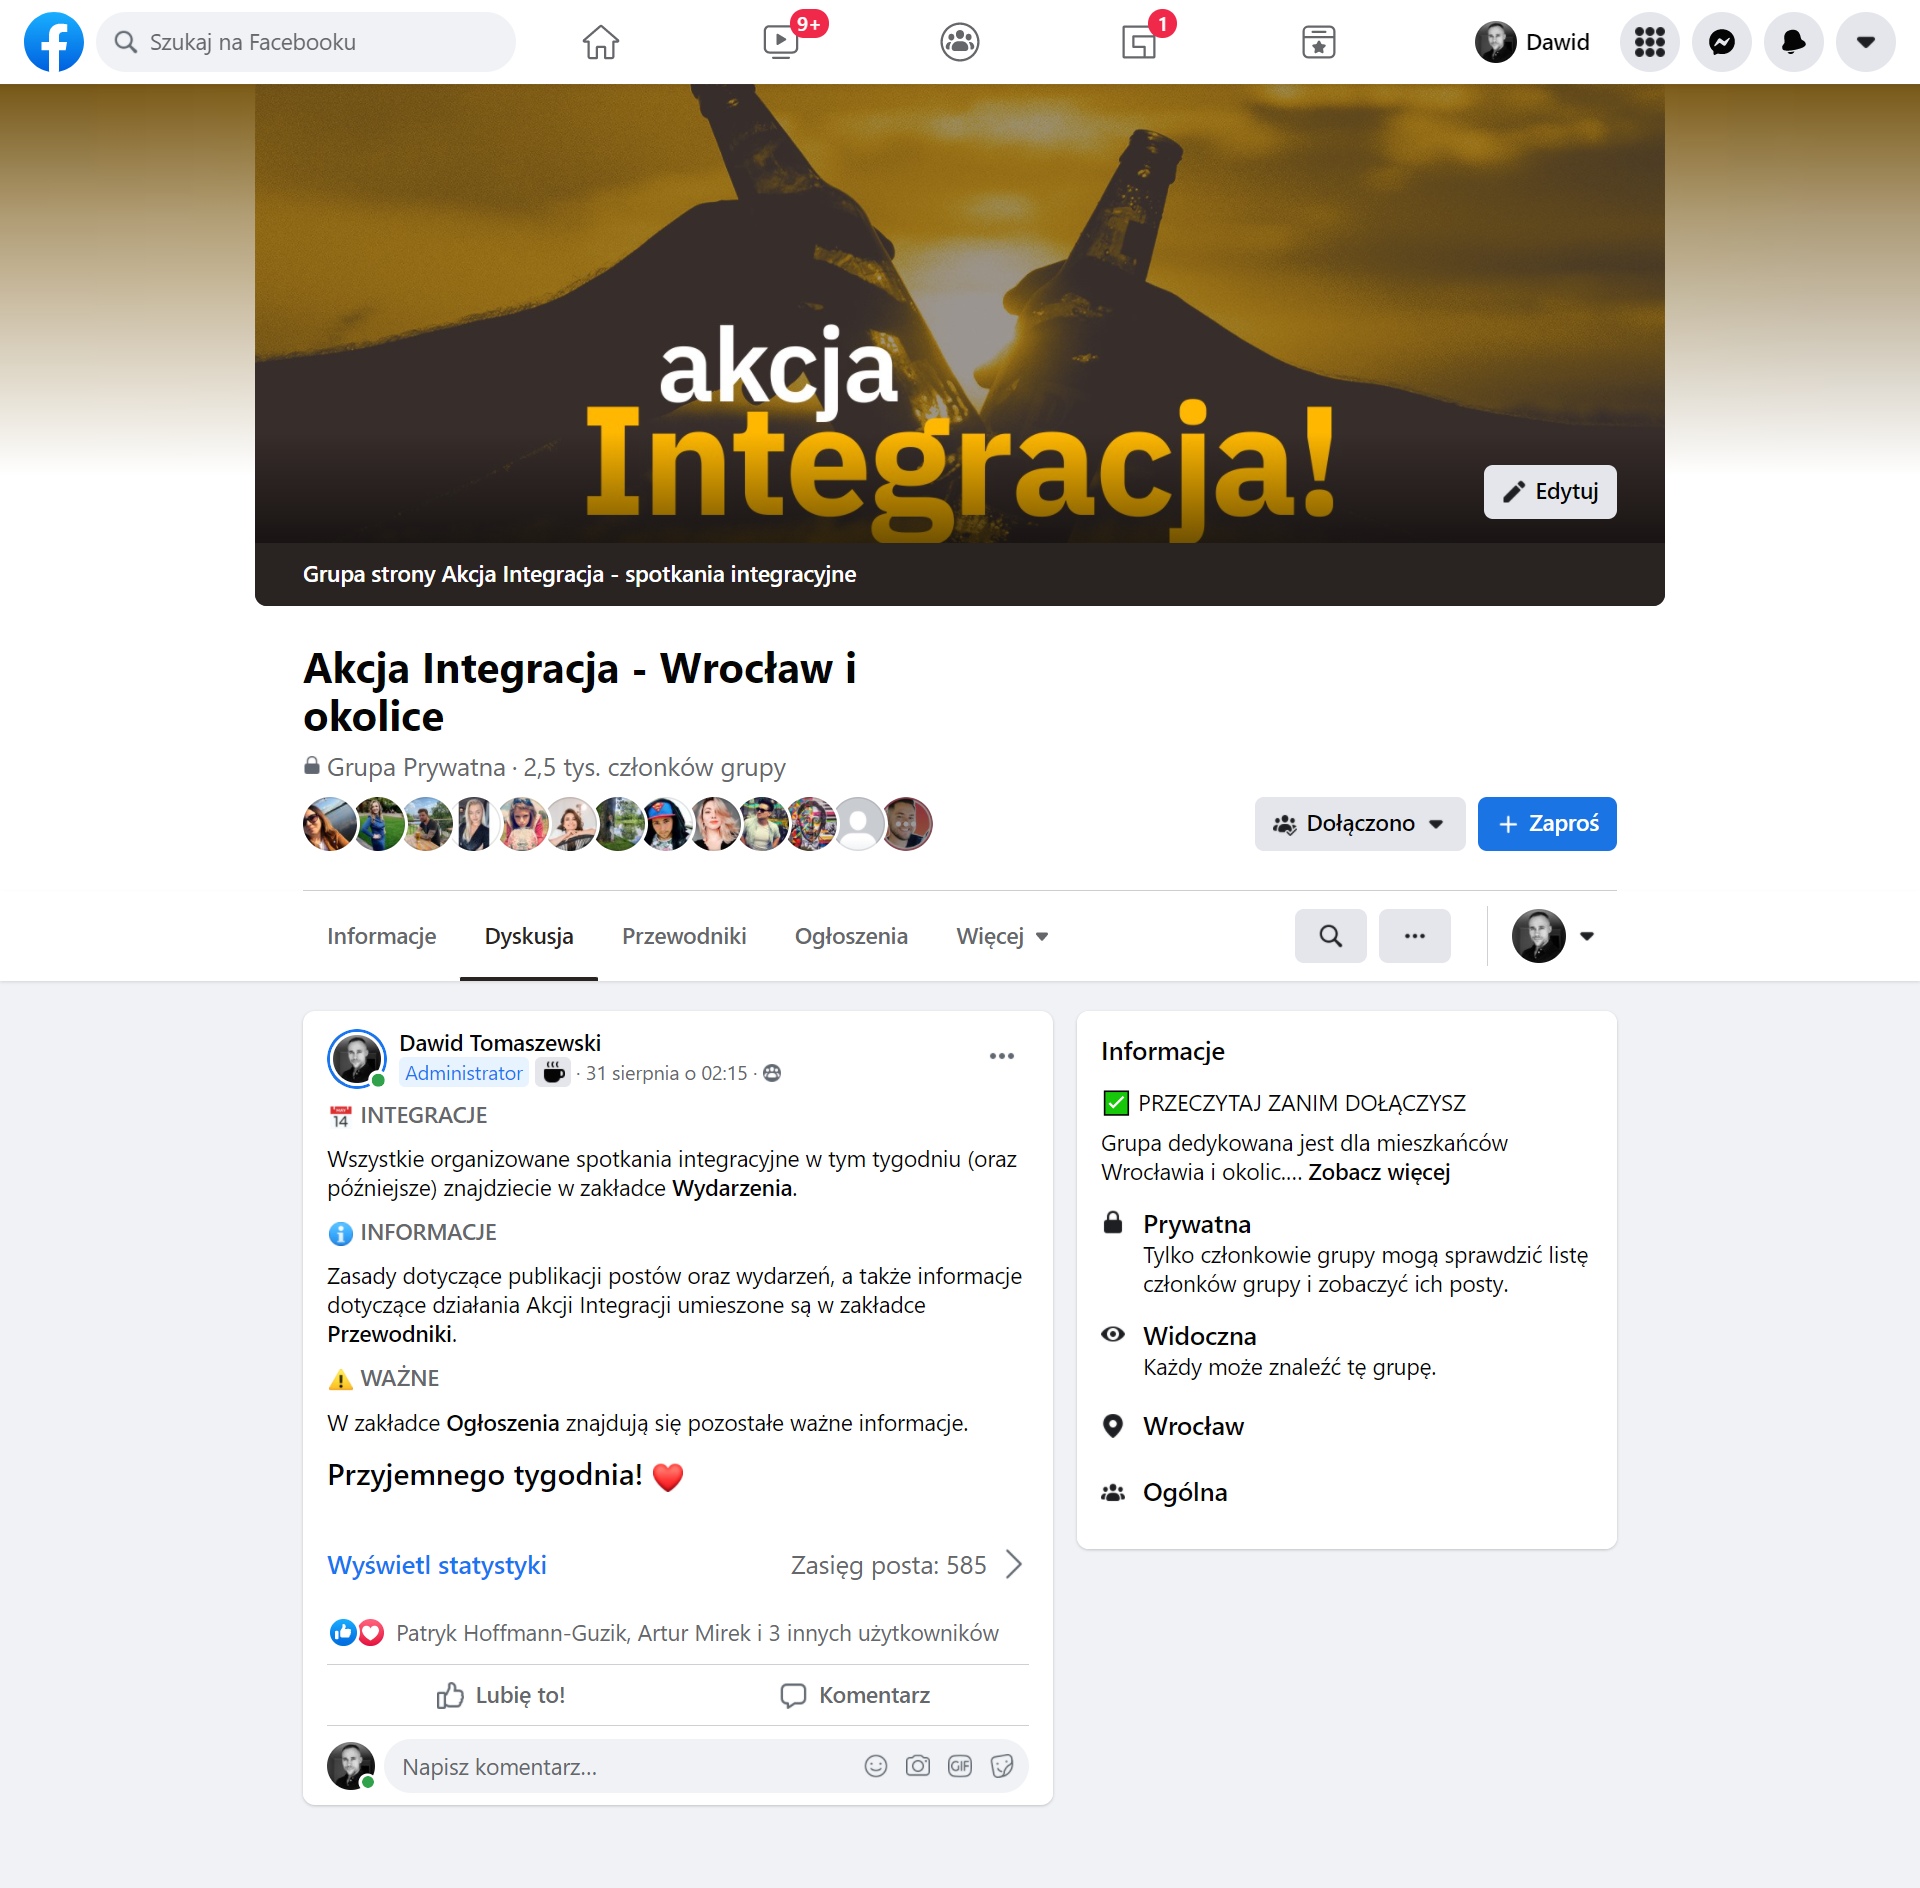 Szukaj na Facebooku
9+
1
Dawid
akcja
Integracja!
Edytuj
Grupa strony Akcja Integracja - spotkania integracyjne
Akcja Integracja - Wrocław i
okolice
Grupa Prywatna · 2,5 tys. członków grupy
Dołączono
+ Zaproś
Informacje
Dyskusja
Przewodniki
Ogłoszenia
Więcej
Dawid Tomaszewski
Administrator · 31 sierpnia o 02:15 ·
14 INTEGRACJE
Wszystkie organizowane spotkania integracyjne w tym tygodniu (oraz
późniejsze) znajdziecie w zakładce Wydarzenia.
INFORMACJE
Zasady dotyczące publikacji postów oraz wydarzeń, a także informacje
dotyczące działania Akcji Integracji umieszone są w zakładce
Przewodniki.
WAŻNE
W zakładce Ogłoszenia znajdują się pozostałe ważne informacje.
Przyjemnego tygodnia!
Wyświetl statystyki
Zasięg posta: 585
Patryk Hoffmann-Guzik, Artur Mirek i 3 innych użytkowników
Lubię to!
Komentarz
Napisz komentarz...
GIF
Informacje
PRZECZYTAJ ZANIM DOŁĄCZYSZ
Grupa dedykowana jest dla mieszkańców
Wrocławia i okolic.... Zobacz więcej
Prywatna
Tylko członkowie grupy mogą sprawdzić listę
członków grupy i zobaczyć ich posty.
Widoczna
Każdy może znaleźć tę grupę.
Wrocław
Ogólna